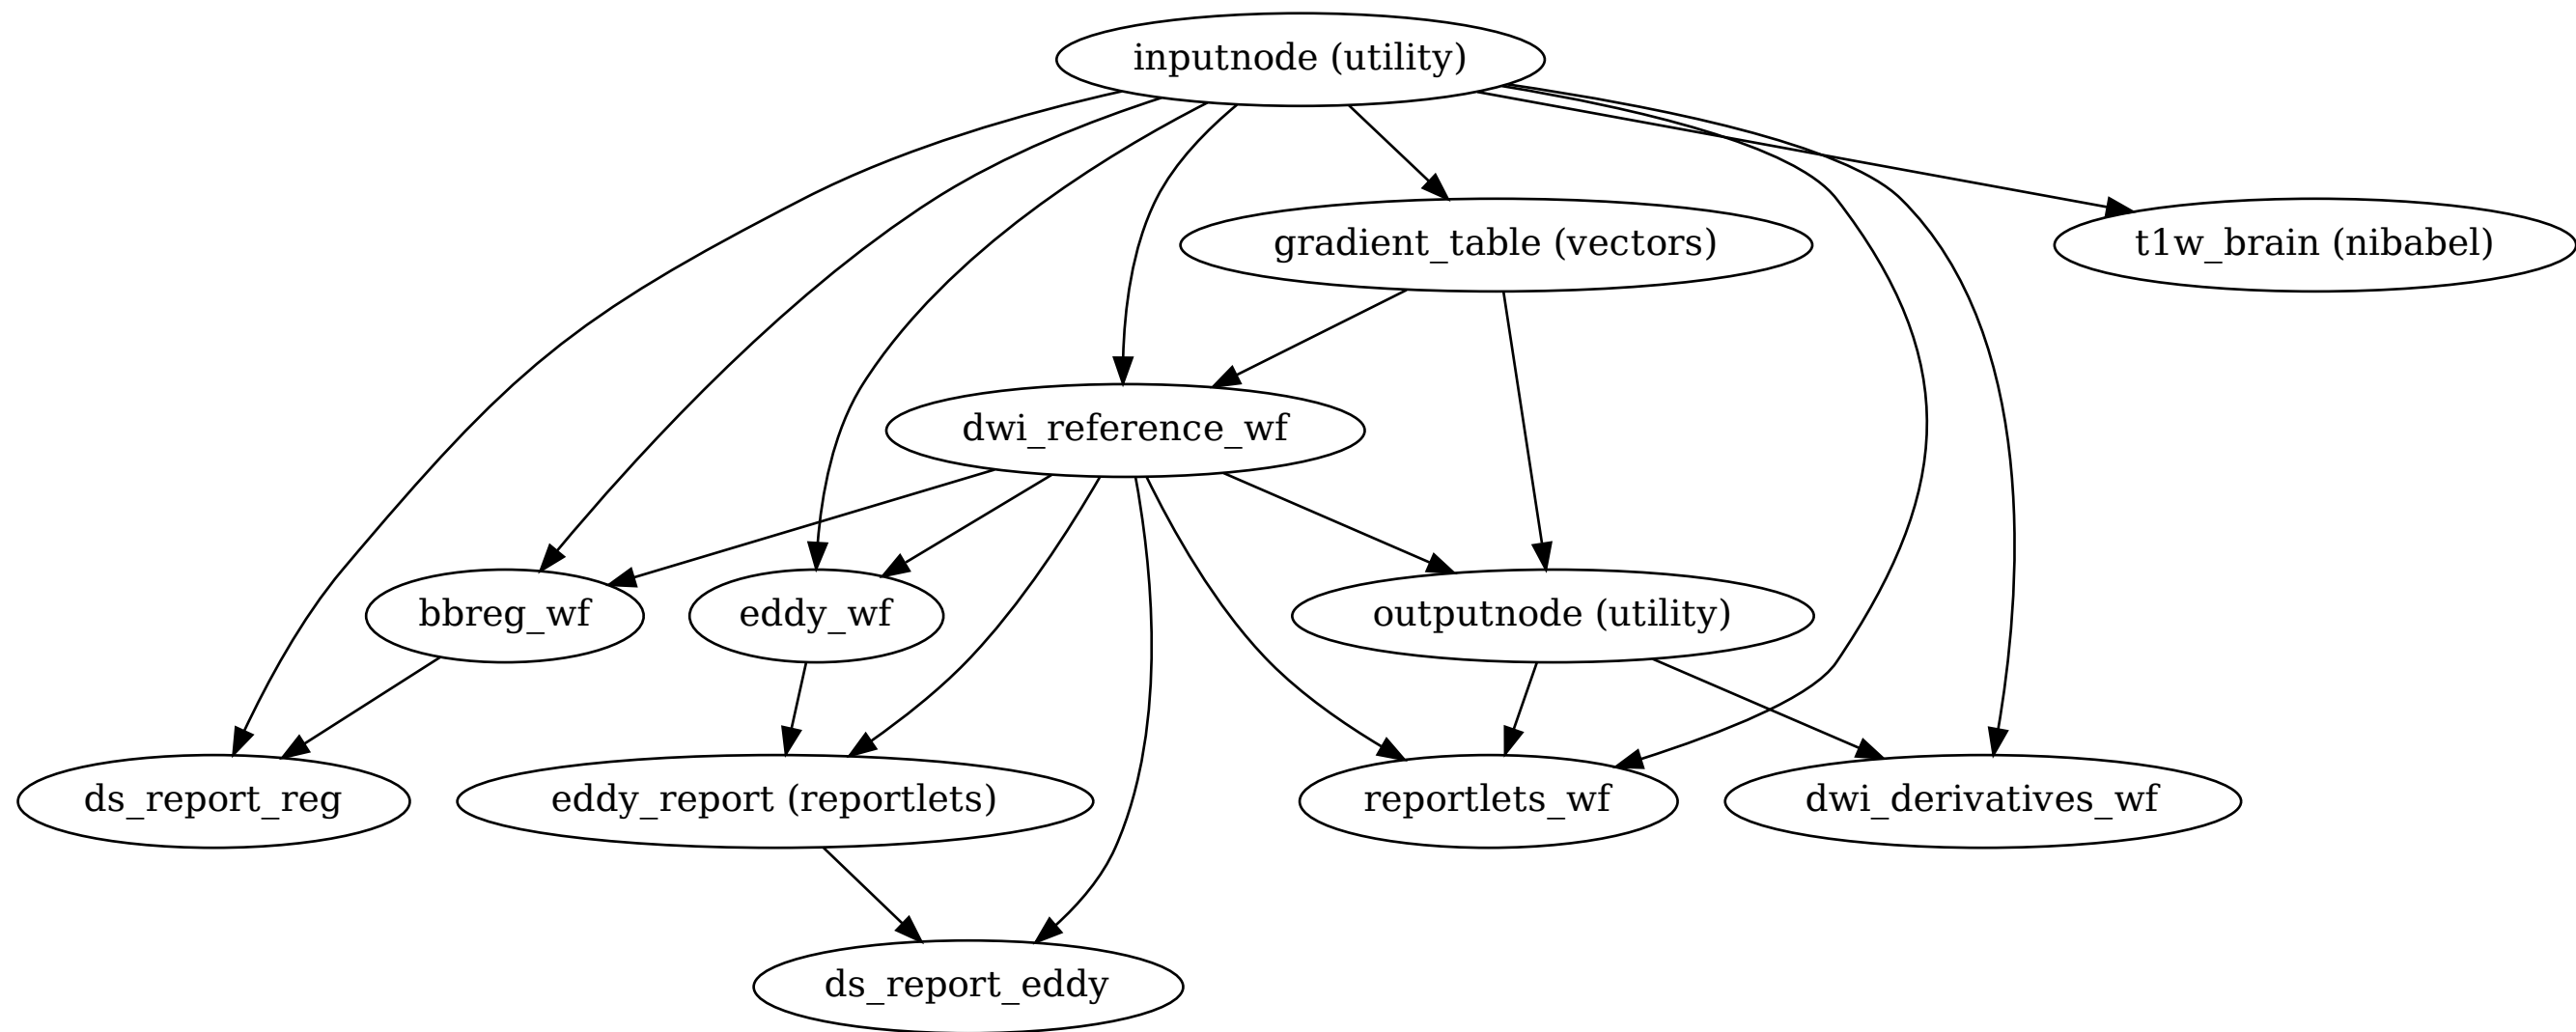 inputnode (utility)
gradient_table (vectors)
t1w_brain (nibabel)
dwi_reference_wf
bbreg_wf
eddy_wf
outputnode (utility)
ds_report_reg
eddy_report (reportlets)
reportlets_wf
dwi_derivatives_wf
ds_report_eddy